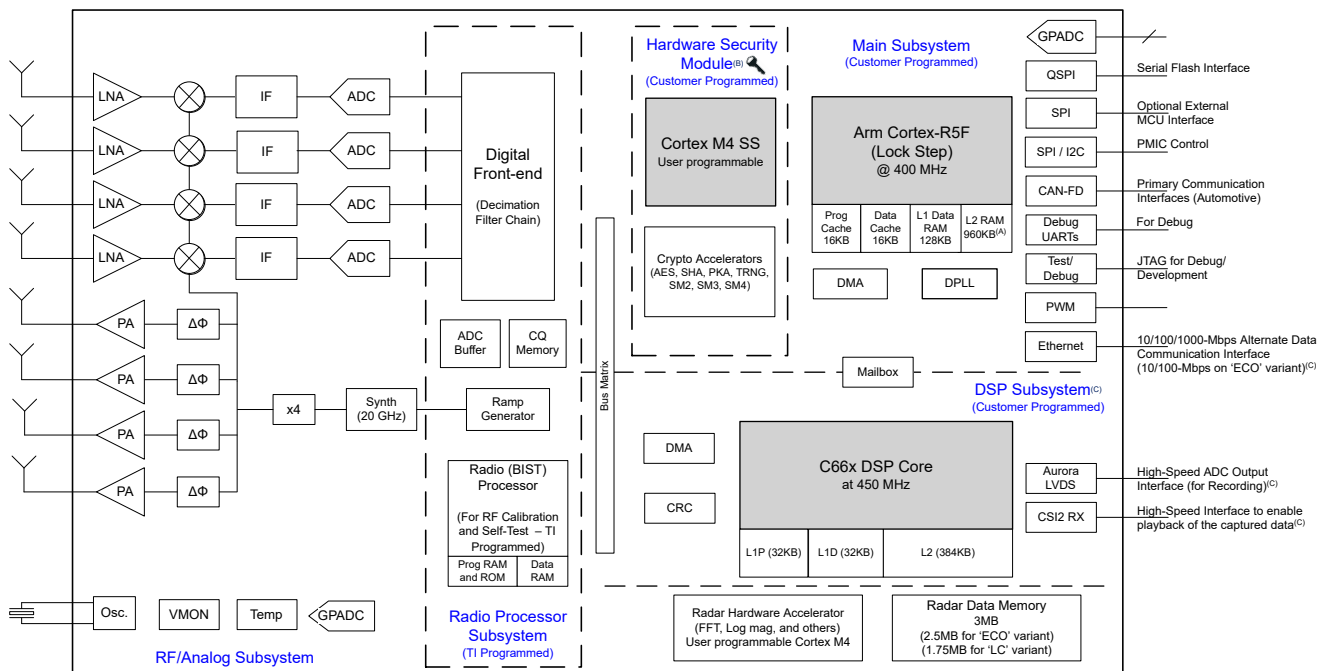 LNA
IF
ADC
LNA
IF
ADC
LNA
IF
ADC
LNA
IF
ADC
PA
ΔΦ
PA
ΔΦ
PA
ΔΦ
PA
ΔΦ
x4
Synth
(20 GHz)
Osc.
VMON
Temp
GPADC
RF/Analog Subsystem
Digital
Front-end
(Decimation
Filter Chain)
ADC
Buffer
CQ
Memory
Ramp
Generator
Radio (BIST)
Processor
(For RF Calibration
and Self-Test – TI
Programmed)
Prog RAM
and ROM
Data
RAM
Radio Processor
Subsystem
(TI Programmed)
Bus Matrix
Hardware Security
Module(B)
(Customer Programmed)
Cortex M4 SS
User programmable
Crypto Accelerators
(AES, SHA, PKA, TRNG,
SM2, SM3, SM4)
Main Subsystem
(Customer Programmed)
Arm Cortex-R5F
(Lock Step)
@ 400 MHz
Prog
Cache
16KB
Data
Cache
16KB
L1 Data
RAM
128KB
L2 RAM
960KB(A)
DMA
DPLL
Mailbox
GPADC
QSPI
Serial Flash Interface
SPI
Optional External
MCU Interface
SPI / I2C
PMIC Control
CAN-FD
Primary Communication
Interfaces (Automotive)
Debug
UARTs
For Debug
Test/
Debug
JTAG for Debug/
Development
PWM
Ethernet
10/100/1000-Mbps Alternate Data
Communication Interface
(10/100-Mbps on ‘ECO’ variant)(C)
DSP Subsystem(C)
(Customer Programmed)
DMA
CRC
C66x DSP Core
at 450 MHz
L1P (32KB)
L1D (32KB)
L2 (384KB)
Aurora
LVDS
High-Speed ADC Output
Interface (for Recording)(C)
CSI2 RX
High-Speed Interface to enable
playback of the captured data(C)
Radar Hardware Accelerator
(FFT, Log mag, and others)
User programmable Cortex M4
Radar Data Memory
3MB
(2.5MB for ‘ECO’ variant)
(1.75MB for ‘LC’ variant)